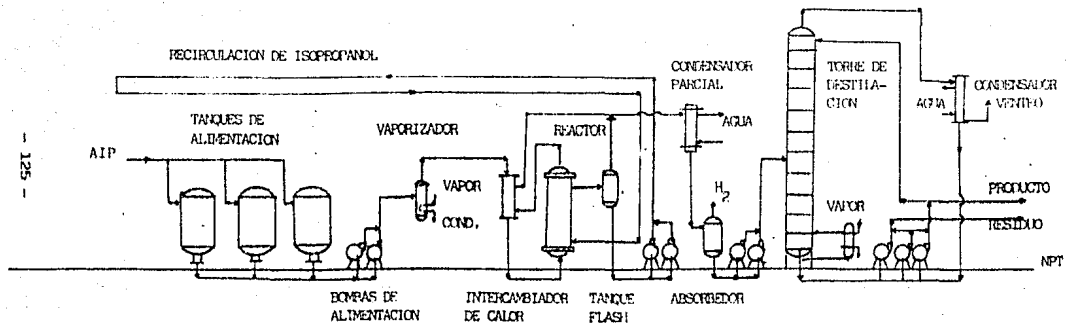 RECIRCULACION DE ISOPROPANOL
TANQUES DE
ALIMENTACION
AIP
VAPORIZADOR
VAPOR
COND.
REACTOR
CONDENSADOR
PARCIAL
AGUA
H2
TORRE DE
DESTILA-
CION
AGUA
CONDENSADOR
VENTEO
VAPOR
PRODUCTO
RESIDUO
NPT
BOMBAS DE
ALIMENTACION
INTERCAMBIADOR
DE CALOR
TANQUE
FLASH
ABSORBEDOR
- 125 -